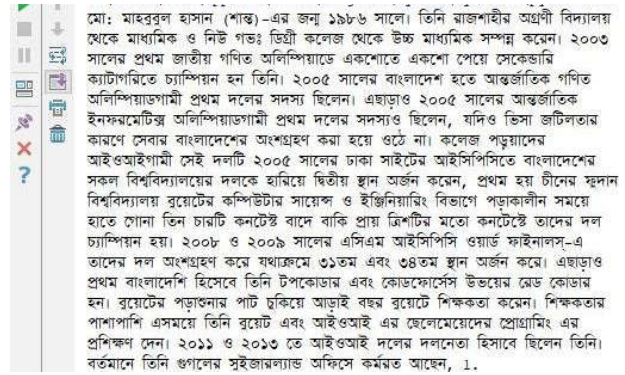 মো: মাহবুবুল হাসান (শান্ত)-এর জন্ম ১৯৮৬ সালে। তিনি রাজশাহীর অগ্রণী বিদ্যালয়
থেকে মাধ্যমিক ও নিউ গভঃ ডিগ্রী কলেজ থেকে উচ্চ মাধ্যমিক সম্পন্ন করেন। ২০০৩
সালের প্রথম জাতীয় গণিত অলিম্পিয়াডে একশোতে একশো পেয়ে সেকেন্ডারি
ক্যাটাগরিতে চ্যাম্পিয়ন হন তিনি। ২০০৫ সালের বাংলাদেশ হতে আন্তর্জাতিক গণিত
অলিম্পিয়াডগামী প্রথম দলের সদস্য ছিলেন। এছাড়াও ২০০৫ সালের আন্তর্জাতিক
ইনফরমেটিক্স অলিম্পিয়াডগামী প্রথম দলের সদস্যও ছিলেন, যদিও ভিসা জটিলতার
কারণে সেবার বাংলাদেশের অংশগ্রহণ করা হয়ে ওঠে না। কলেজ পড়ুয়াদের
আইওআইগামী সেই দলটি ২০০৫ সালের ঢাকা সাইটের আইসিপিসিতে বাংলাদেশের
সকল বিশ্ববিদ্যালয়ের দলকে হারিয়ে দ্বিতীয় স্থান অর্জন করেন, প্রথম হয় চীনের ফুদান
বিশ্ববিদ্যালয় বুয়েটের কম্পিউটার সায়েন্স ও ইঞ্জিনিয়ারিং বিভাগে পড়াকালীন সময়ে
হাতে গোনা তিন চারটি কনটেস্ট বাদে বাকি প্রায় ত্রিশটির মতো কনটেস্টে তাদের দল
চ্যাম্পিয়ন হয়। ২০০৮ ও ২০০৯ সালের এসিএম আইসিপিসি ওয়ার্ড ফাইনালস্-এ
তাদের দল অংশগ্রহণ করে যথাক্রমে ৩১তম এবং ৩৪তম স্থান অর্জন করে। এছাড়াও
প্রথম বাংলাদেশি হিসেবে তিনি টপকোডার এবং কোডফোর্সেস উভয়ের রেড কোডার
হন। বুয়েটের পড়াশুনার পাট চুকিয়ে আড়াই বছর বুয়েটে শিক্ষকতা করেন। শিক্ষকতার
পাশাপাশি এসময়ে তিনি বুয়েট এবং আইওআই এর ছেলেমেয়েদের প্রোগ্রামিং এর
প্রশিক্ষণ দেন। ২০১১ ও ২০১৩ তে আইওআই দলের দলনেতা হিসাবে ছিলেন তিনি।
বর্তমানে তিনি গুগলের সুইজারল্যান্ড অফিসে কর্মরত আছেন, 1.